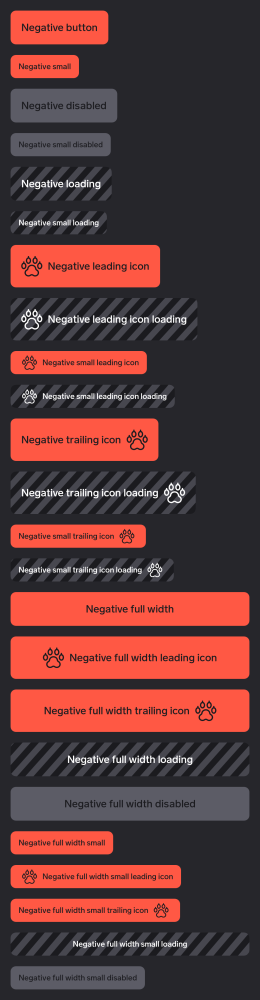 Negative button
Negative small
Negative disabled
Negative small disabled
Negative loading
Negative small loading
Negative leading icon
Negative leading icon loading
Negative small leading icon
Negative small leading icon loading
Negative trailing icon
Negative trailing icon loading
Negative small trailing icon
Negative small trailing icon loading
Negative full width
Negative full width leading icon
Negative full width trailing icon
Negative full width loading
Negative full width disabled
Negative full width small
Negative full width small leading icon
Negative full width small trailing icon
Negative full width small loading
Negative full width small disabled